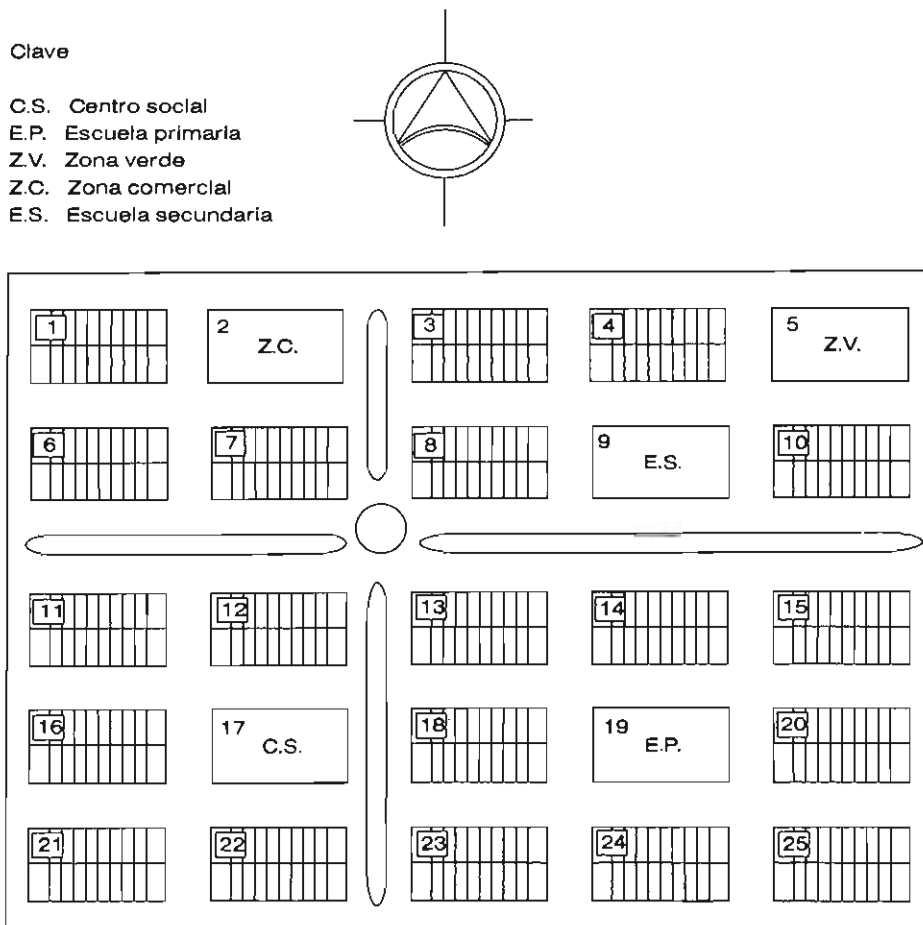 Clave
C.S. Centro social
E.P. Escuela primaria
Z.V. Zona verde
Z.C. Zona comercial
E.S. Escuela secundaría
1 2 3 4 5
Z.C. Z.V.
6 7 8 9 10
E.S.
11 12 13 14 15
16 17 18 19 20
C.S. E.P.
21 22 23 24 25